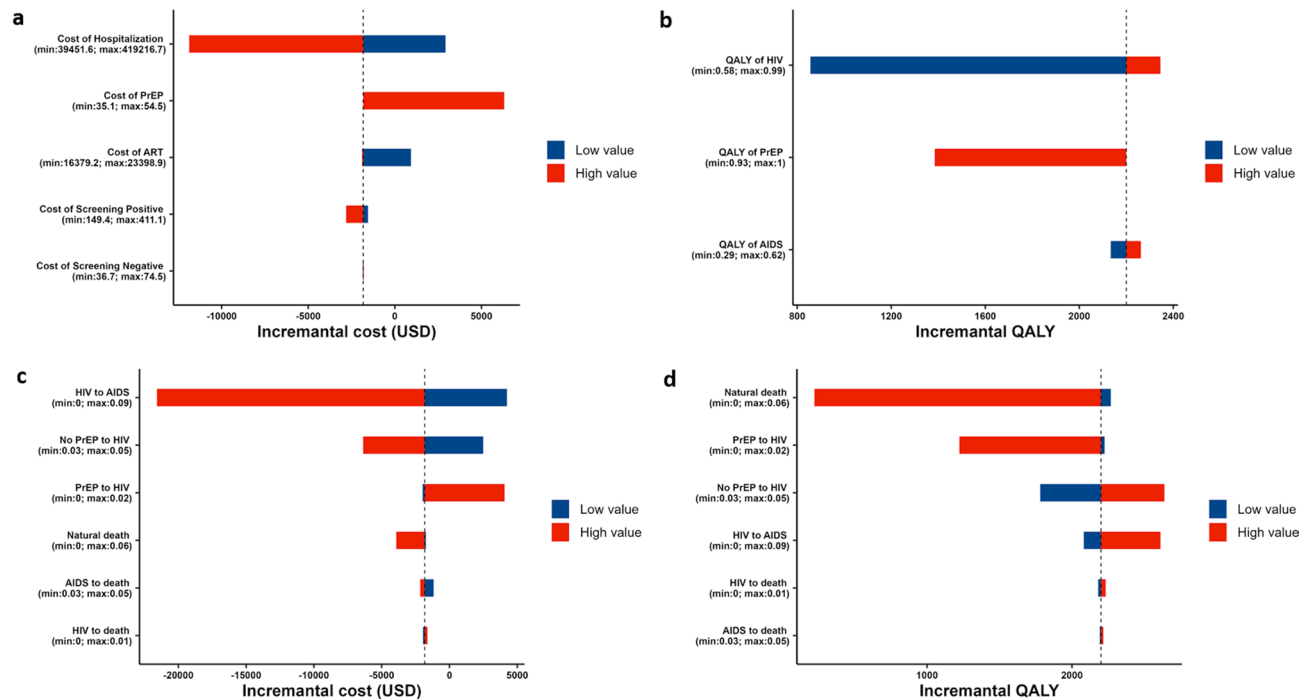 a
Cost of Hospitalization
(min:39451.6; max:419216.7)
Cost of PrEP
(min:35.1; max:54.5)
Cost of ART
(min:16379.2; max:23398.9)
Cost of Screening Positive
(min:149.4; max:411.1)
Cost of Screening Negative
(min:36.7; max:74.5)
-10000 -5000 0 5000
Incremantal cost (USD)
Low value
High value
b
QALY of HIV
(min:0.58; max:0.99)
QALY of PrEP
(min:0.93; max:1)
QALY of AIDS
(min:0.29; max:0.62)
800 1200 1600 2000 2400
Incremantal QALY
Low value
High value
c
HIV to AIDS
(min:0; max:0.09)
No PrEP to HIV
(min:0.03; max:0.05)
PrEP to HIV
(min:0; max:0.02)
Natural death
(min:0; max:0.06)
AIDS to death
(min:0.03; max:0.05)
HIV to death
(min:0; max:0.01)
-20000 -15000 -10000 -5000 0 5000
Incremantal cost (USD)
Low value
High value
d
Natural death
(min:0; max:0.06)
PrEP to HIV
(min:0; max:0.02)
No PrEP to HIV
(min:0.03; max:0.05)
HIV to AIDS
(min:0; max:0.09)
HIV to death
(min:0; max:0.01)
AIDS to death
(min:0.03; max:0.05)
1000 2000
Incremantal QALY
Low value
High value